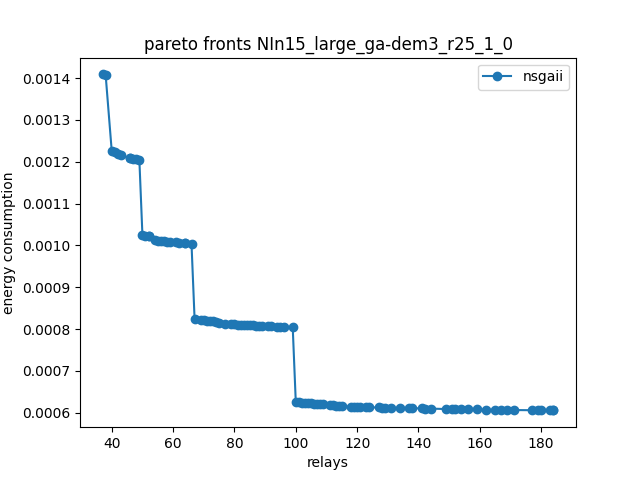 pareto fronts NIn15_large_ga-dem3_r25_1_0
nsgaii
energy consumption
0.0014
0.0013
0.0012
0.0011
0.0010
0.0009
0.0008
0.0007
0.0006
40 60 80 100 120 140 160 180
relays